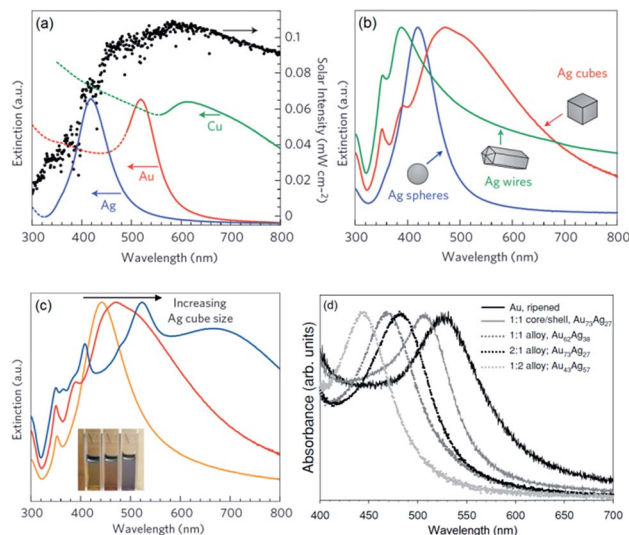 (a)
0.1
0.08
0.06
0.04
0.02
0
Extinction (a.u.)
Solar Intensity (mW cm−2)
Cu
Au
Ag
300 400 500 600 700 800
Wavelength (nm)
(b)
Extinction (a.u.)
Ag cubes
Ag wires
Ag spheres
300 400 500 600 700 800
Wavelength (nm)
(c)
Increasing
Ag cube size
Extinction (a.u.)
300 400 500 600 700 800
Wavelength (nm)
(d)
Au, ripened
1:1 core/shell, Au73Ag27
1:1 alloy; Au62Ag38
2:1 alloy; Au73Ag27
1:2 alloy; Au43Ag57
Absorbance (arb. units)
400 450 500 550 600 650 700
Wavelength (nm)